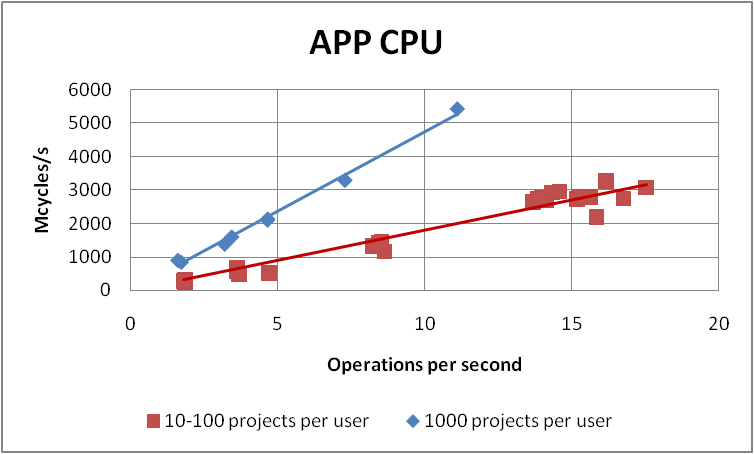 APP CPU
6000
5000
4000
3000
2000
1000
0
Mcycles/s
0 5 10 15 20
Operations per second
10-100 projects per user 1000 projects per user